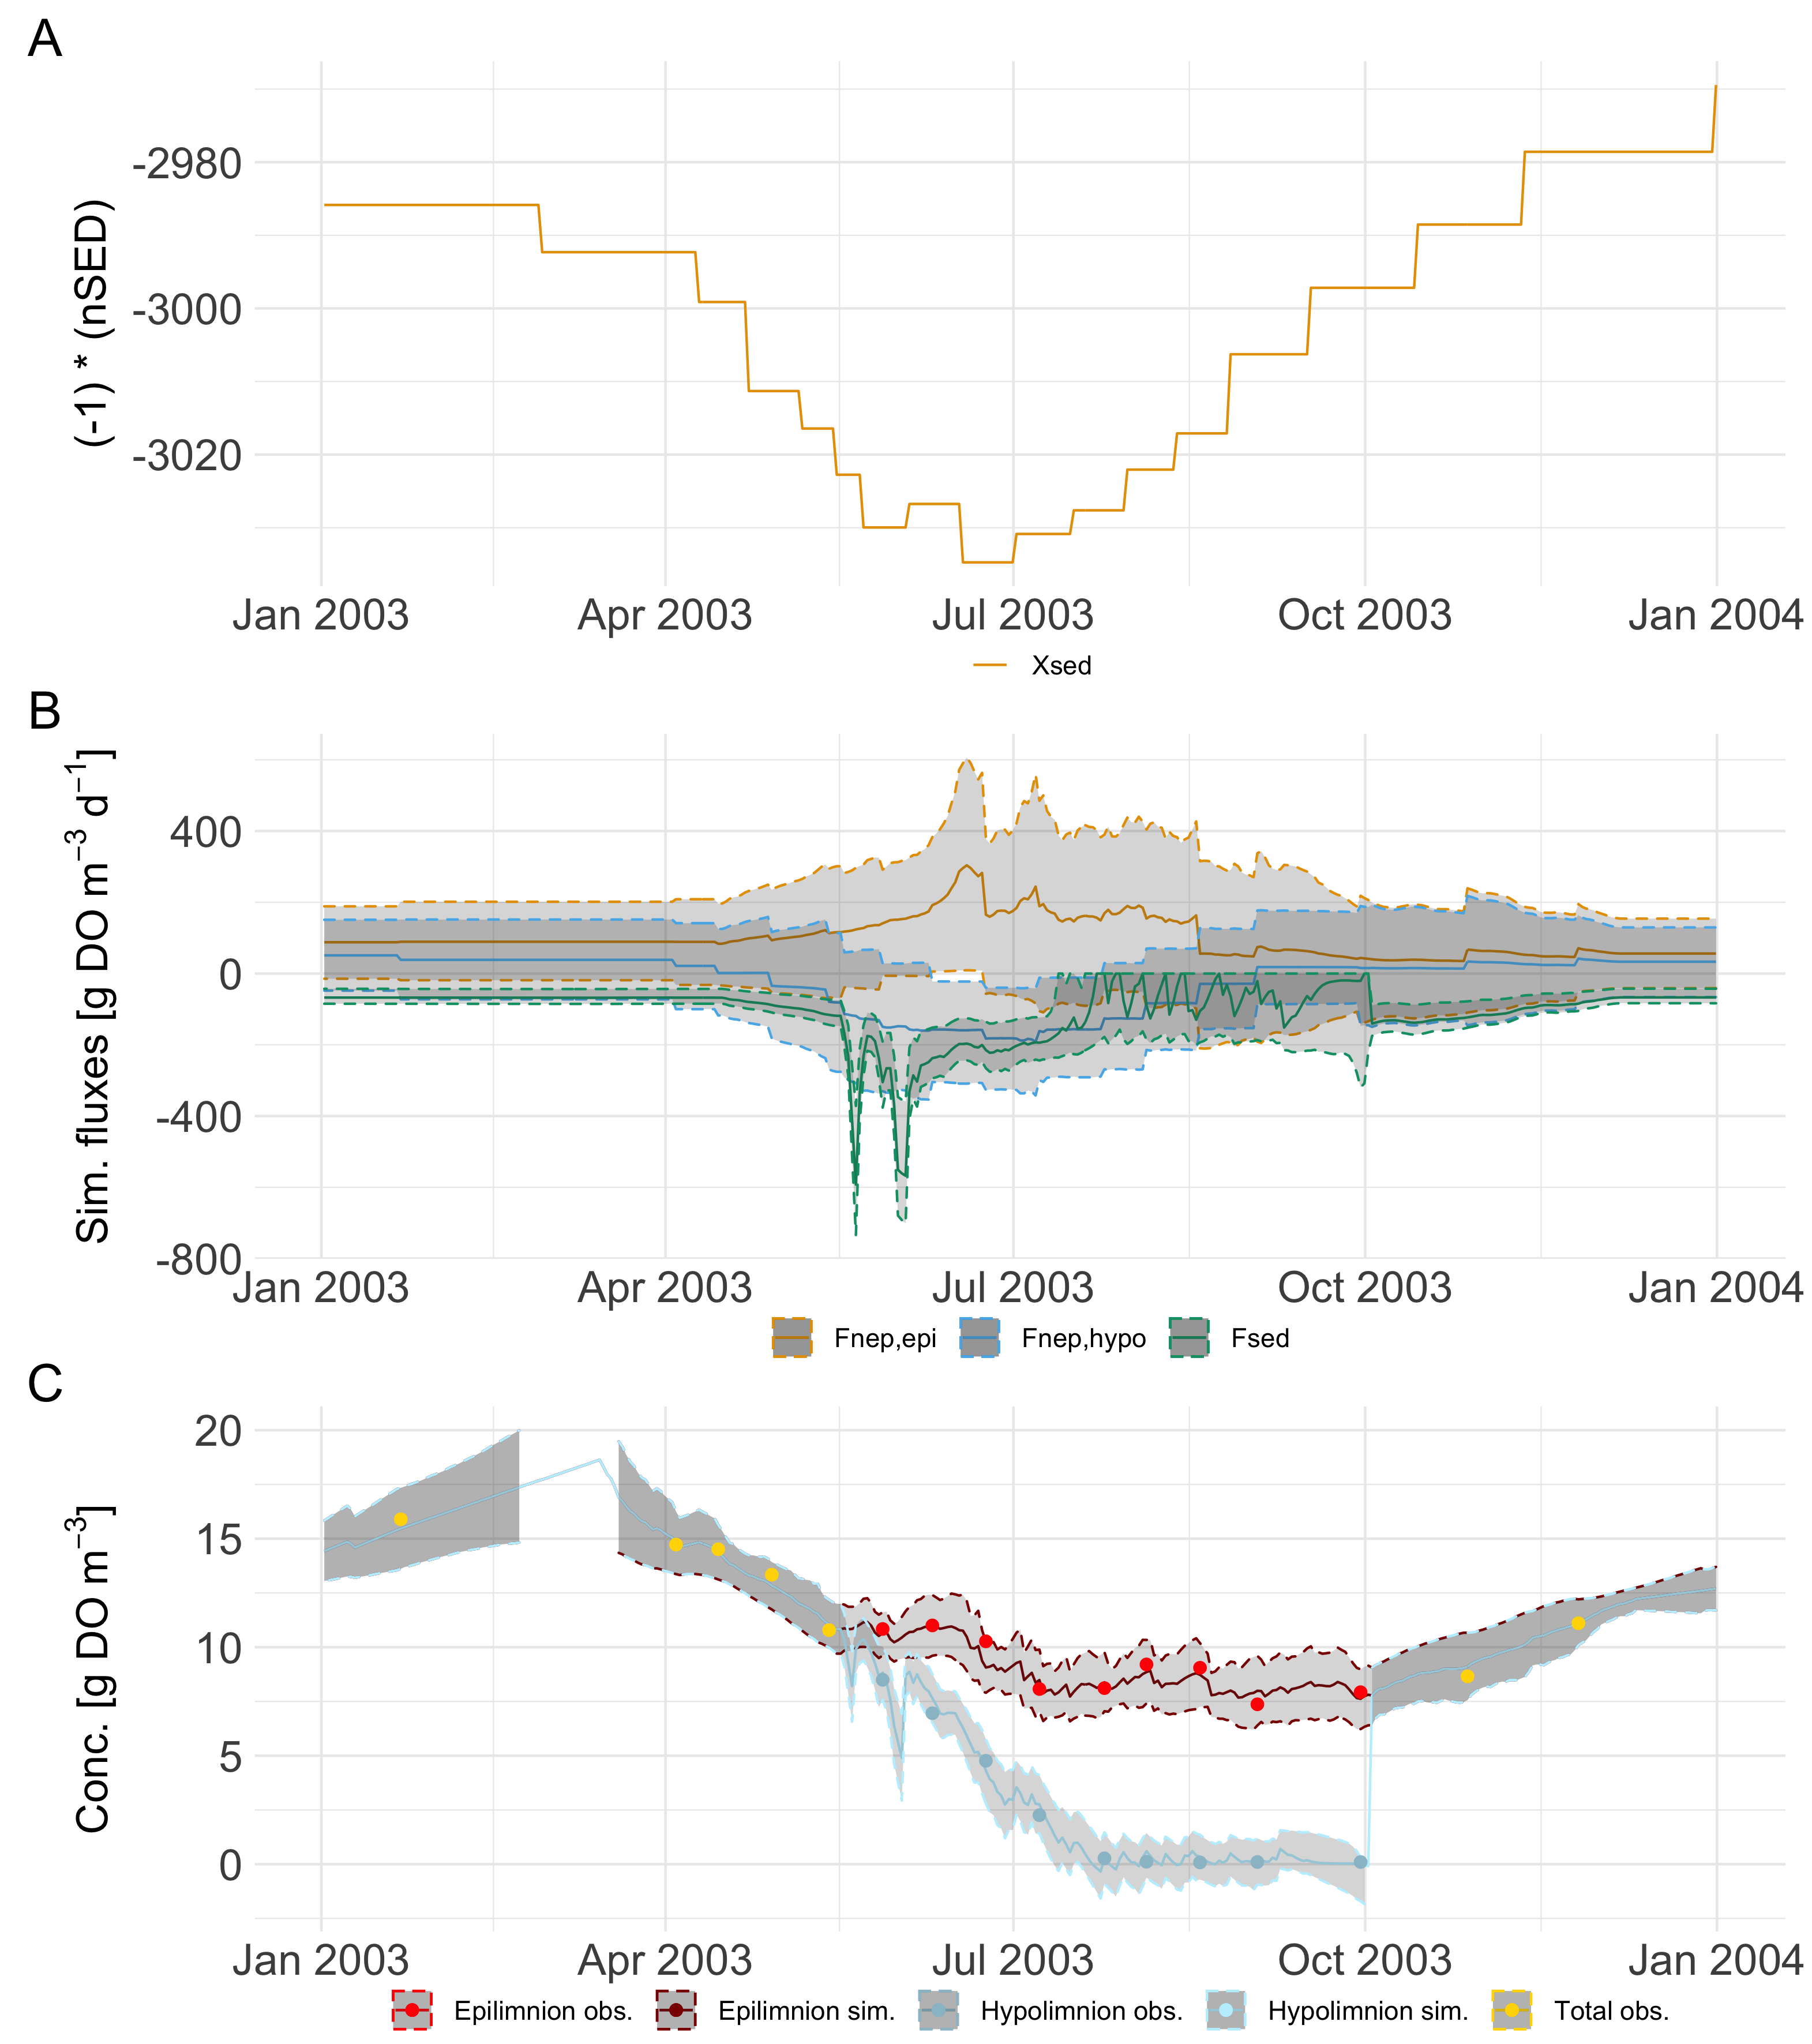 A
(-1) * (nSED)
-2980
-3000
-3020
Jan 2003 Apr 2003 Jul 2003 Oct 2003 Jan 2004
Xsed
B
Sim. fluxes [g DO m⁻³ d⁻¹]
400
0
-400
-800
Jan 2003 Apr 2003 Jul 2003 Oct 2003 Jan 2004
Fnep,epi Fnep,hypo Fsed
C
Conc. [g DO m⁻³]
20
15
10
5
0
Jan 2003 Apr 2003 Jul 2003 Oct 2003 Jan 2004
Epilimnion obs. Epilimnion sim. Hypolimnion obs. Hypolimnion sim. Total obs.